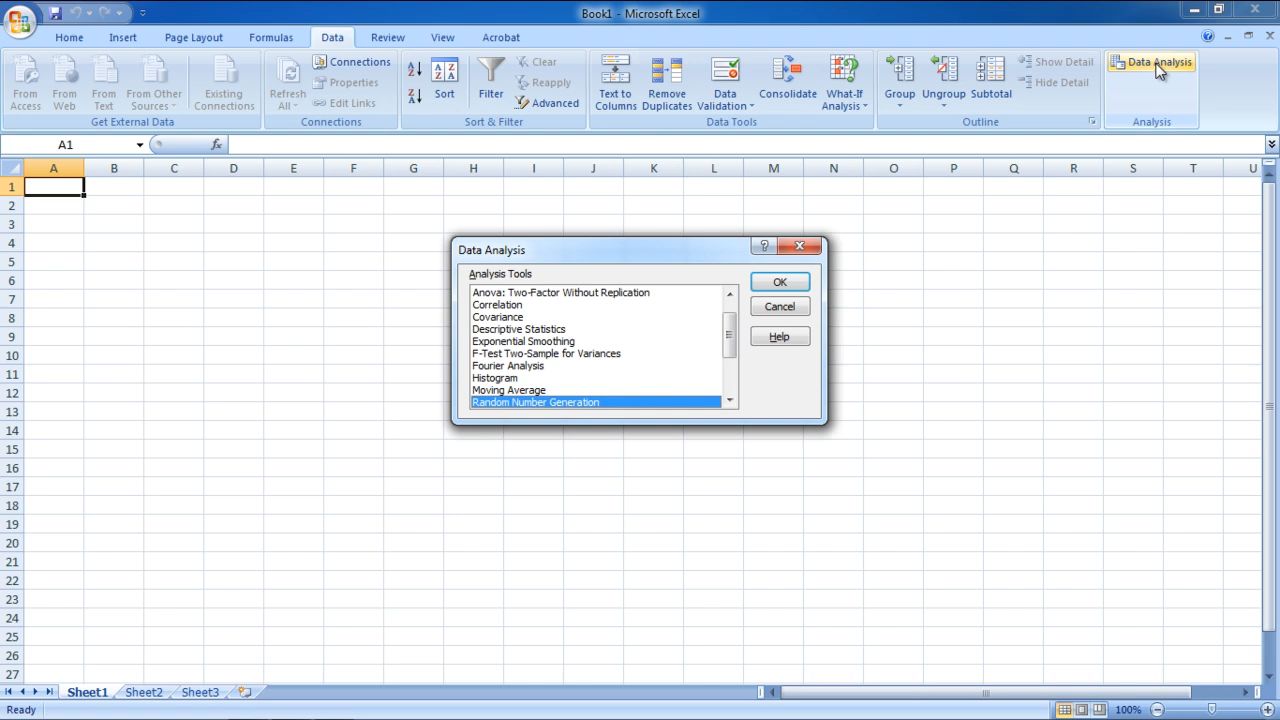 Book1 - Microsoft Excel
Home Insert Page Layout Formulas Data Review View Acrobat
From Access
From Web
From Text
From Other Sources
Existing Connections
Get External Data
Refresh All
Connections
Properties
Edit Links
Connections
Sort
Filter
Clear
Reapply
Advanced
Sort & Filter
Text to Columns
Remove Duplicates
Data Validation
Consolidate
What-If Analysis
Data Tools
Group
Ungroup
Subtotal
Show Detail
Hide Detail
Outline
Data Analysis
Analysis
A1 fx
A B C D E F G H I J K L M N O P Q R S T U
1
2
3
4
5
6
7
8
9
10
11
12
13
14
15
16
17
18
19
20
21
22
23
24
25
26
27
Data Analysis
Analysis Tools
Anova: Two-Factor Without Replication
Correlation
Covariance
Descriptive Statistics
Exponential Smoothing
F-Test Two-Sample for Variances
Fourier Analysis
Histogram
Moving Average
Random Number Generation
OK
Cancel
Help
Sheet1 Sheet2 Sheet3
Ready 100%